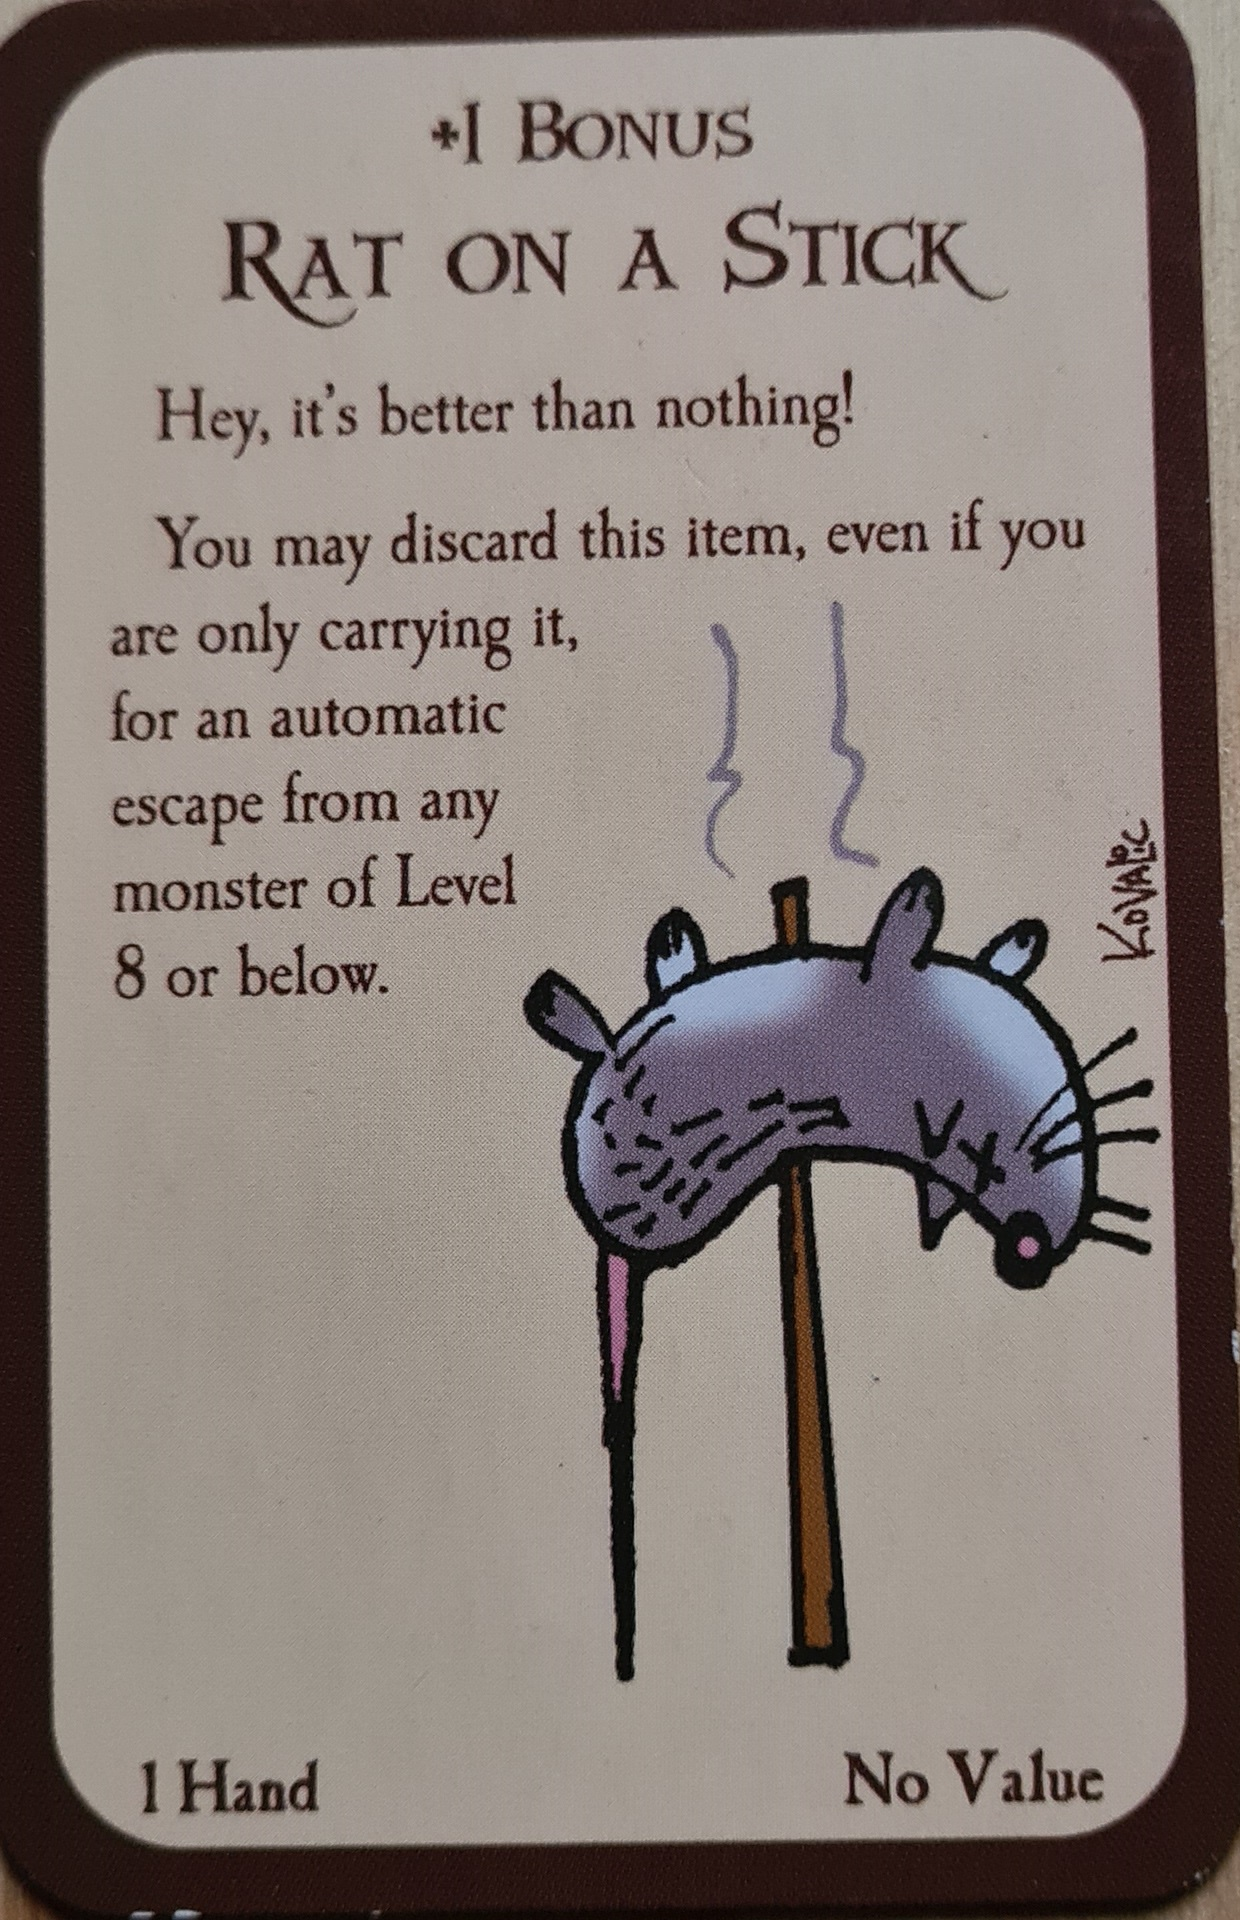 +1 Bonus
Rat on a Stick
Hey, it's better than nothing!
You may discard this item, even if you
are only carrying it,
for an automatic
escape from any
monster of Level
8 or below.
Kovalic
1 Hand
No Value